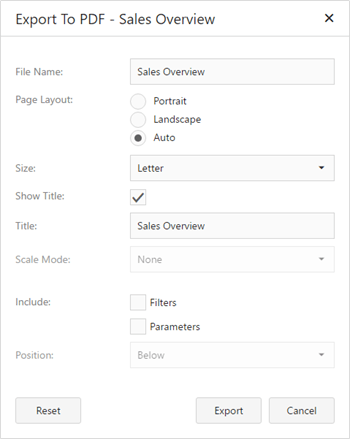 Export To PDF - Sales Overview
File Name: Sales Overview
Page Layout: Portrait
Landscape
Auto
Size: Letter
Show Title:
Title: Sales Overview
Scale Mode: None
Include: Filters
Parameters
Position: Below
Reset Export Cancel